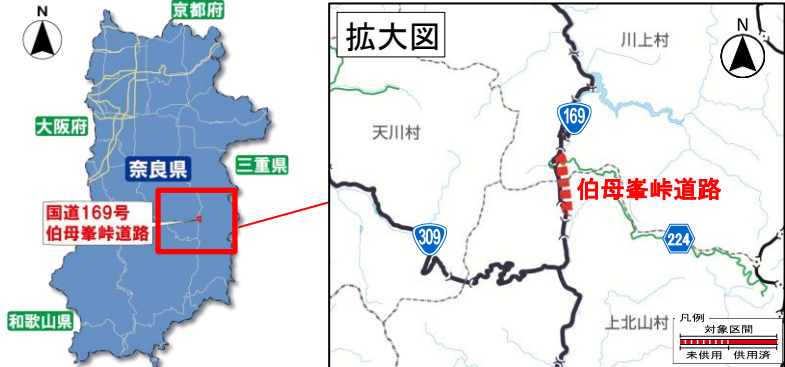 N
京都府
大阪府
奈良県
三重県
国道169号
伯母峯峠道路
和歌山県
拡大図
川上村
N
169
天川村
伯母峯峠道路
309
224
上北山村
凡例
対象区間
未供用 供用済